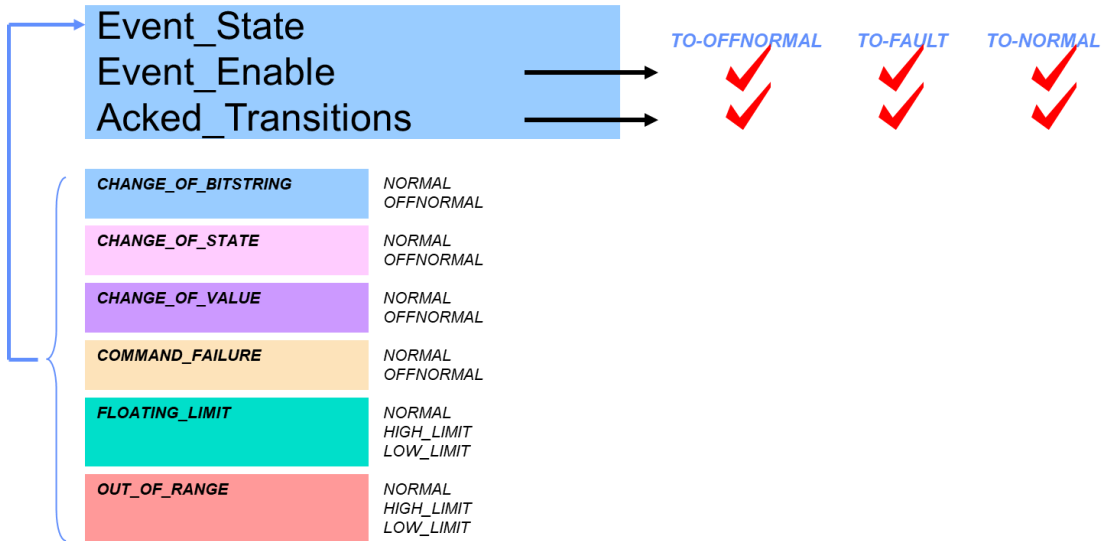 Event_State
TO-OFFNORMAL TO-FAULT TO-NORMAL
Event_Enable
Acked_Transitions
CHANGE_OF_BITSTRING NORMAL
OFFNORMAL
CHANGE_OF_STATE NORMAL
OFFNORMAL
CHANGE_OF_VALUE NORMAL
OFFNORMAL
COMMAND_FAILURE NORMAL
OFFNORMAL
FLOATING_LIMIT NORMAL
HIGH_LIMIT
LOW_LIMIT
OUT_OF_RANGE NORMAL
HIGH_LIMIT
LOW_LIMIT